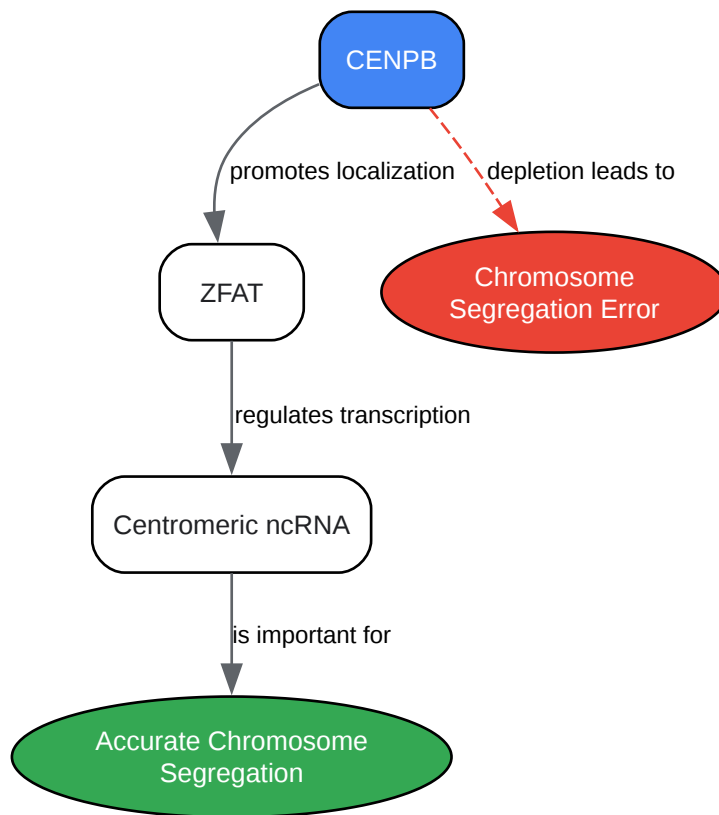 CENPB
promotes localization
depletion leads to
ZFAT
Chromosome
Segregation Error
regulates transcription
Centromeric ncRNA
is important for
Accurate Chromosome
Segregation